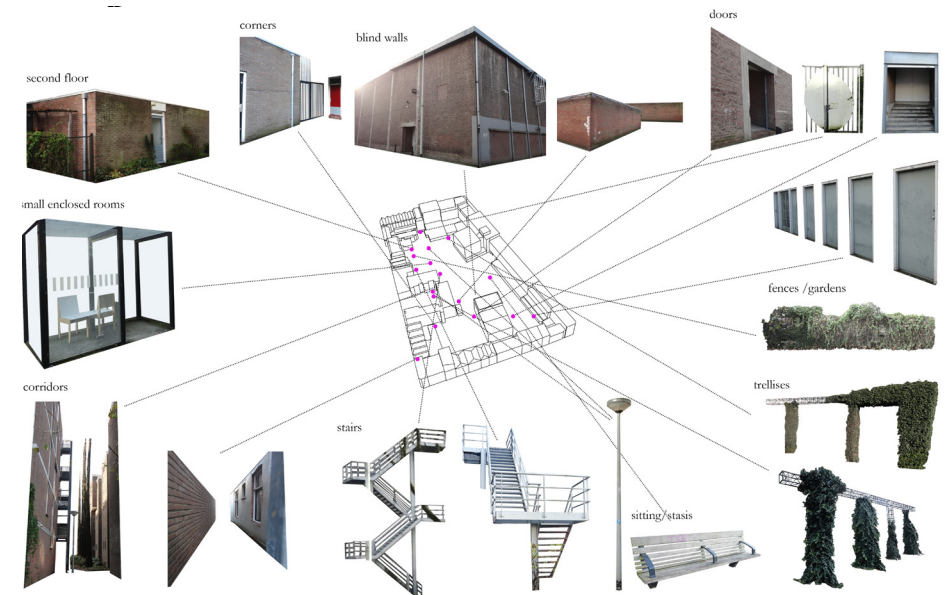 corners
doors
blind walls
second floor
small enclosed rooms
fences /gardens
corridors
trellises
stairs
sitting/stasis